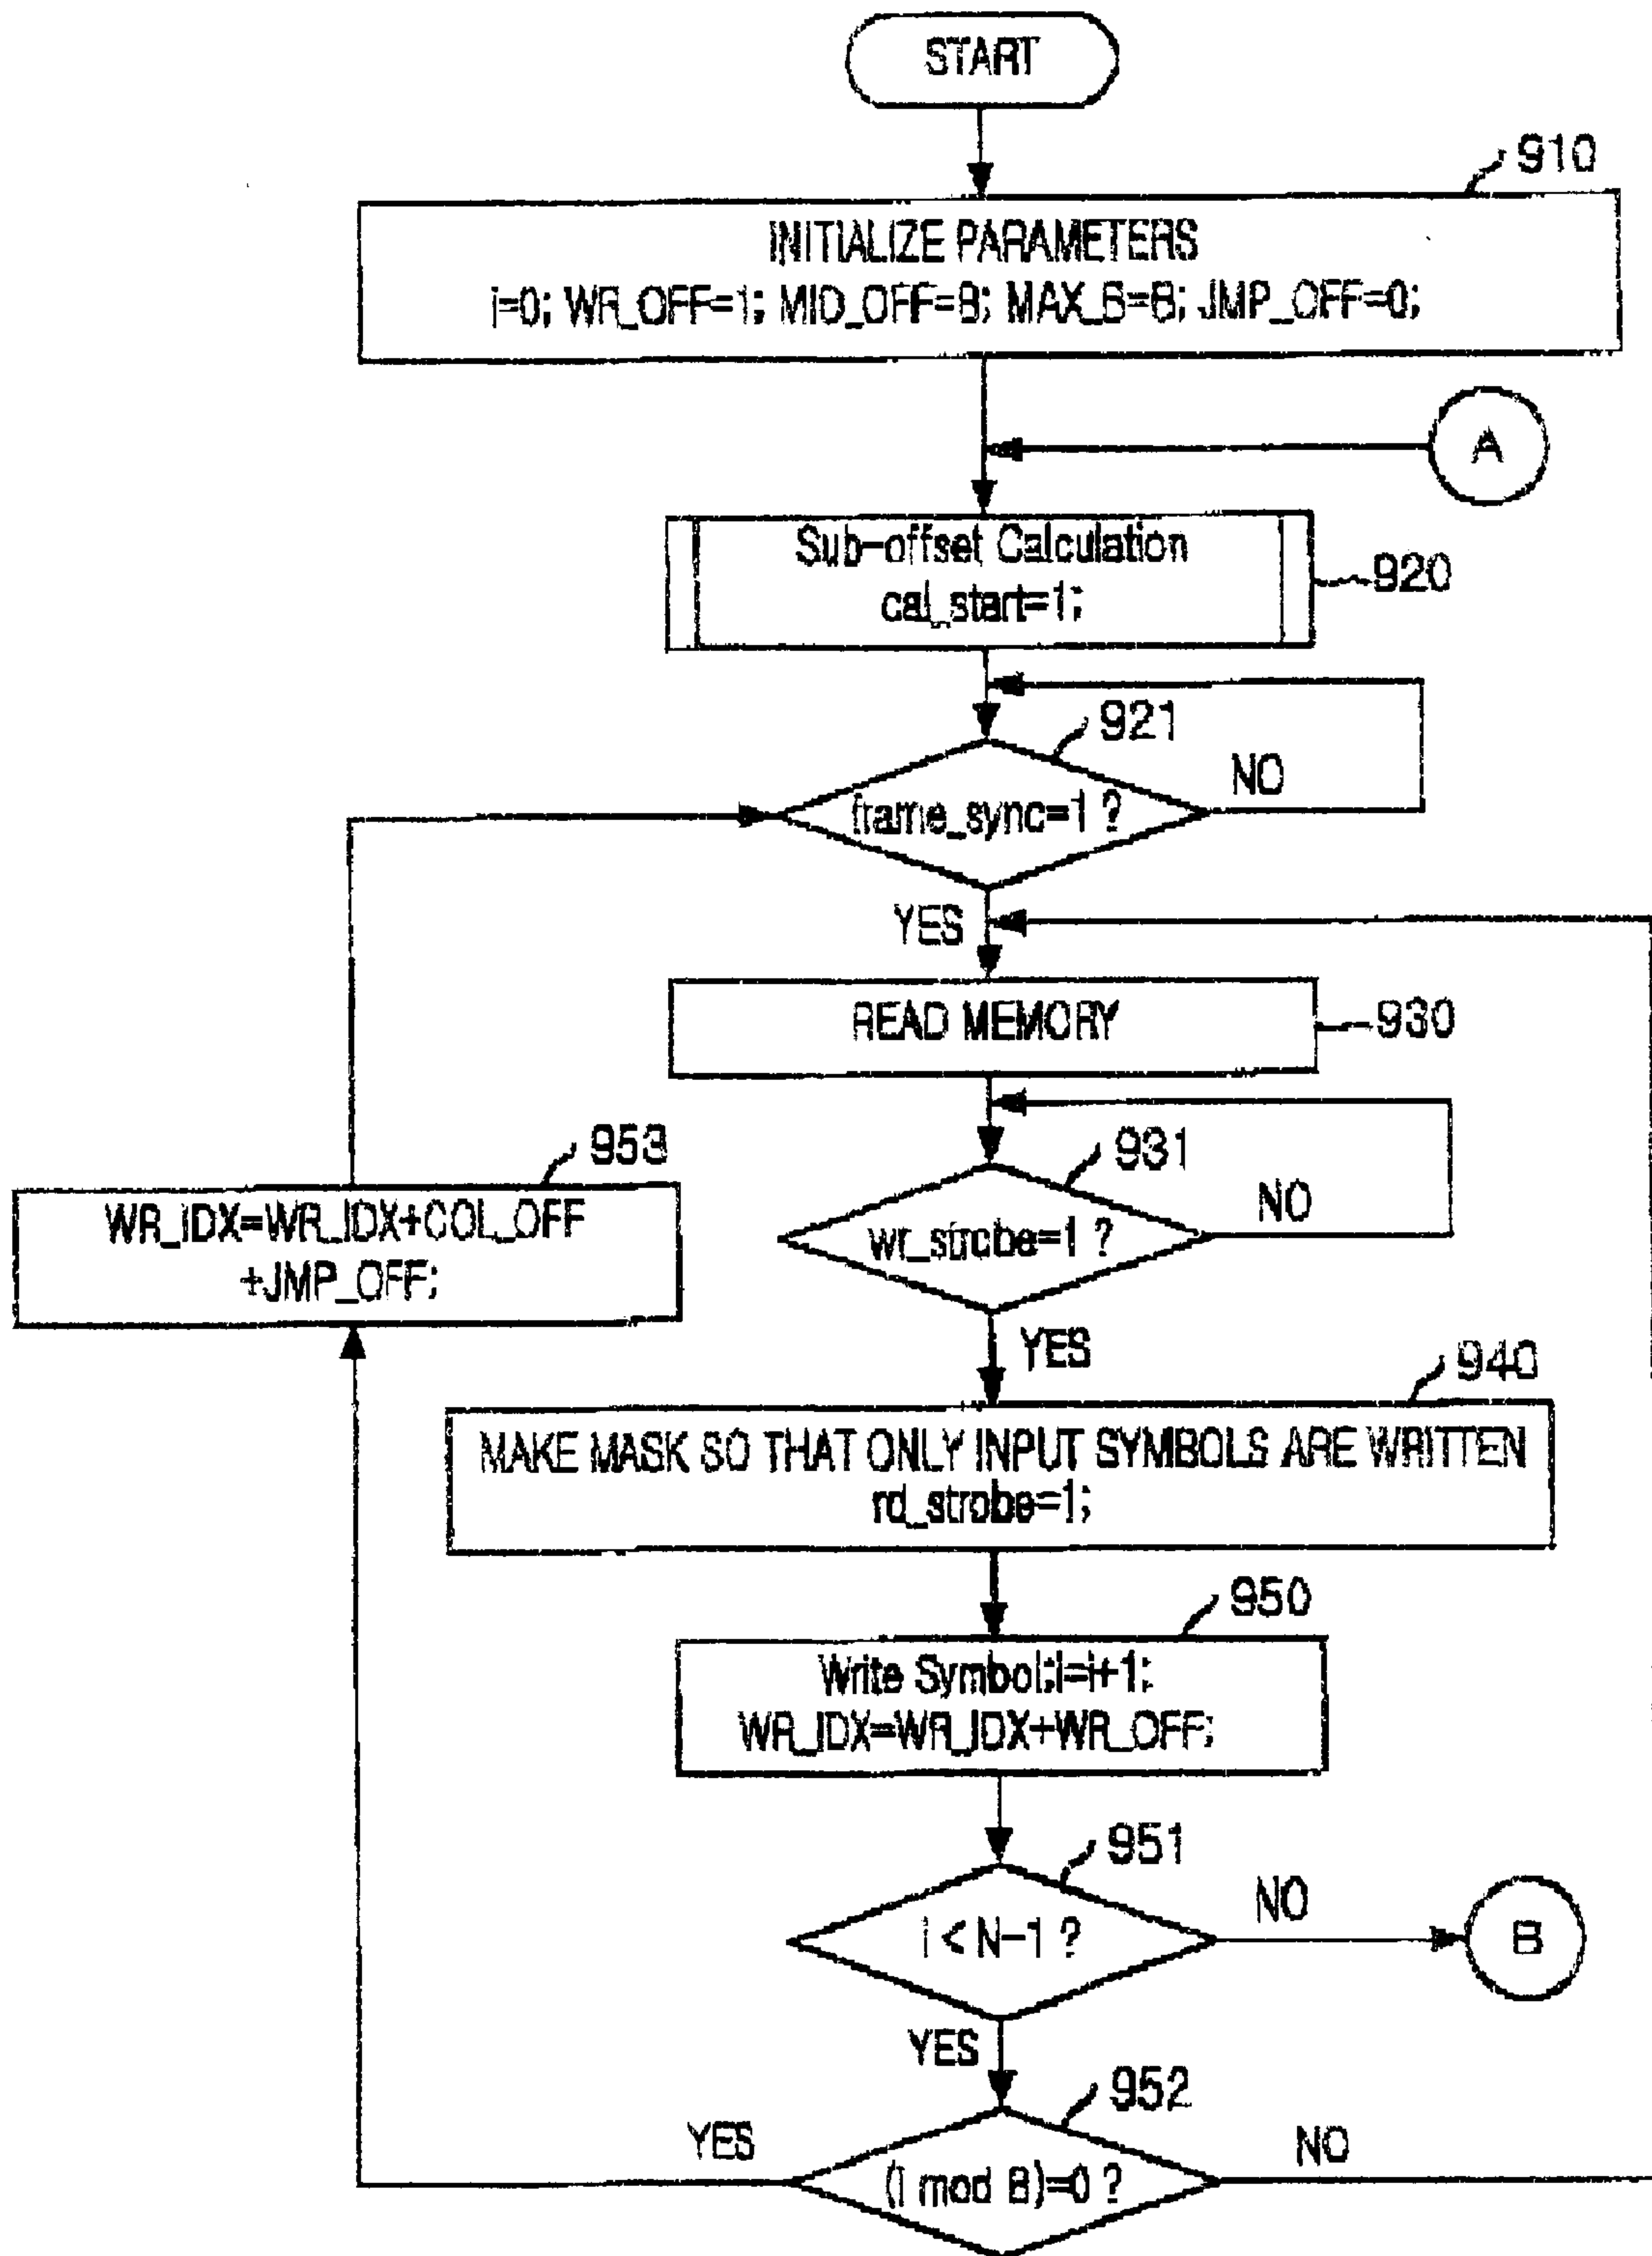 START
910
INITIALIZE PARAMETERS
i=0; WR_OFF=1; MID_OFF=B; MAX_B=B; JMP_OFF=0;
A
Sub-offset Calculation
cal_start=1;
920
921
NO
frame_sync=1 ?
YES
READ MEMORY
930
953
931
WR_IDX=WR_IDX+COL_OFF
+JMP_OFF;
NO
wr_strobe=1 ?
YES
940
MAKE MASK SO THAT ONLY INPUT SYMBOLS ARE WRITTEN
rd_strobe=1;
950
Write Symbol;i=i+1;
WR_IDX=WR_IDX+WR_OFF;
951
NO
i < N-1 ?
B
YES
952
YES
NO
(i mod B)=0 ?